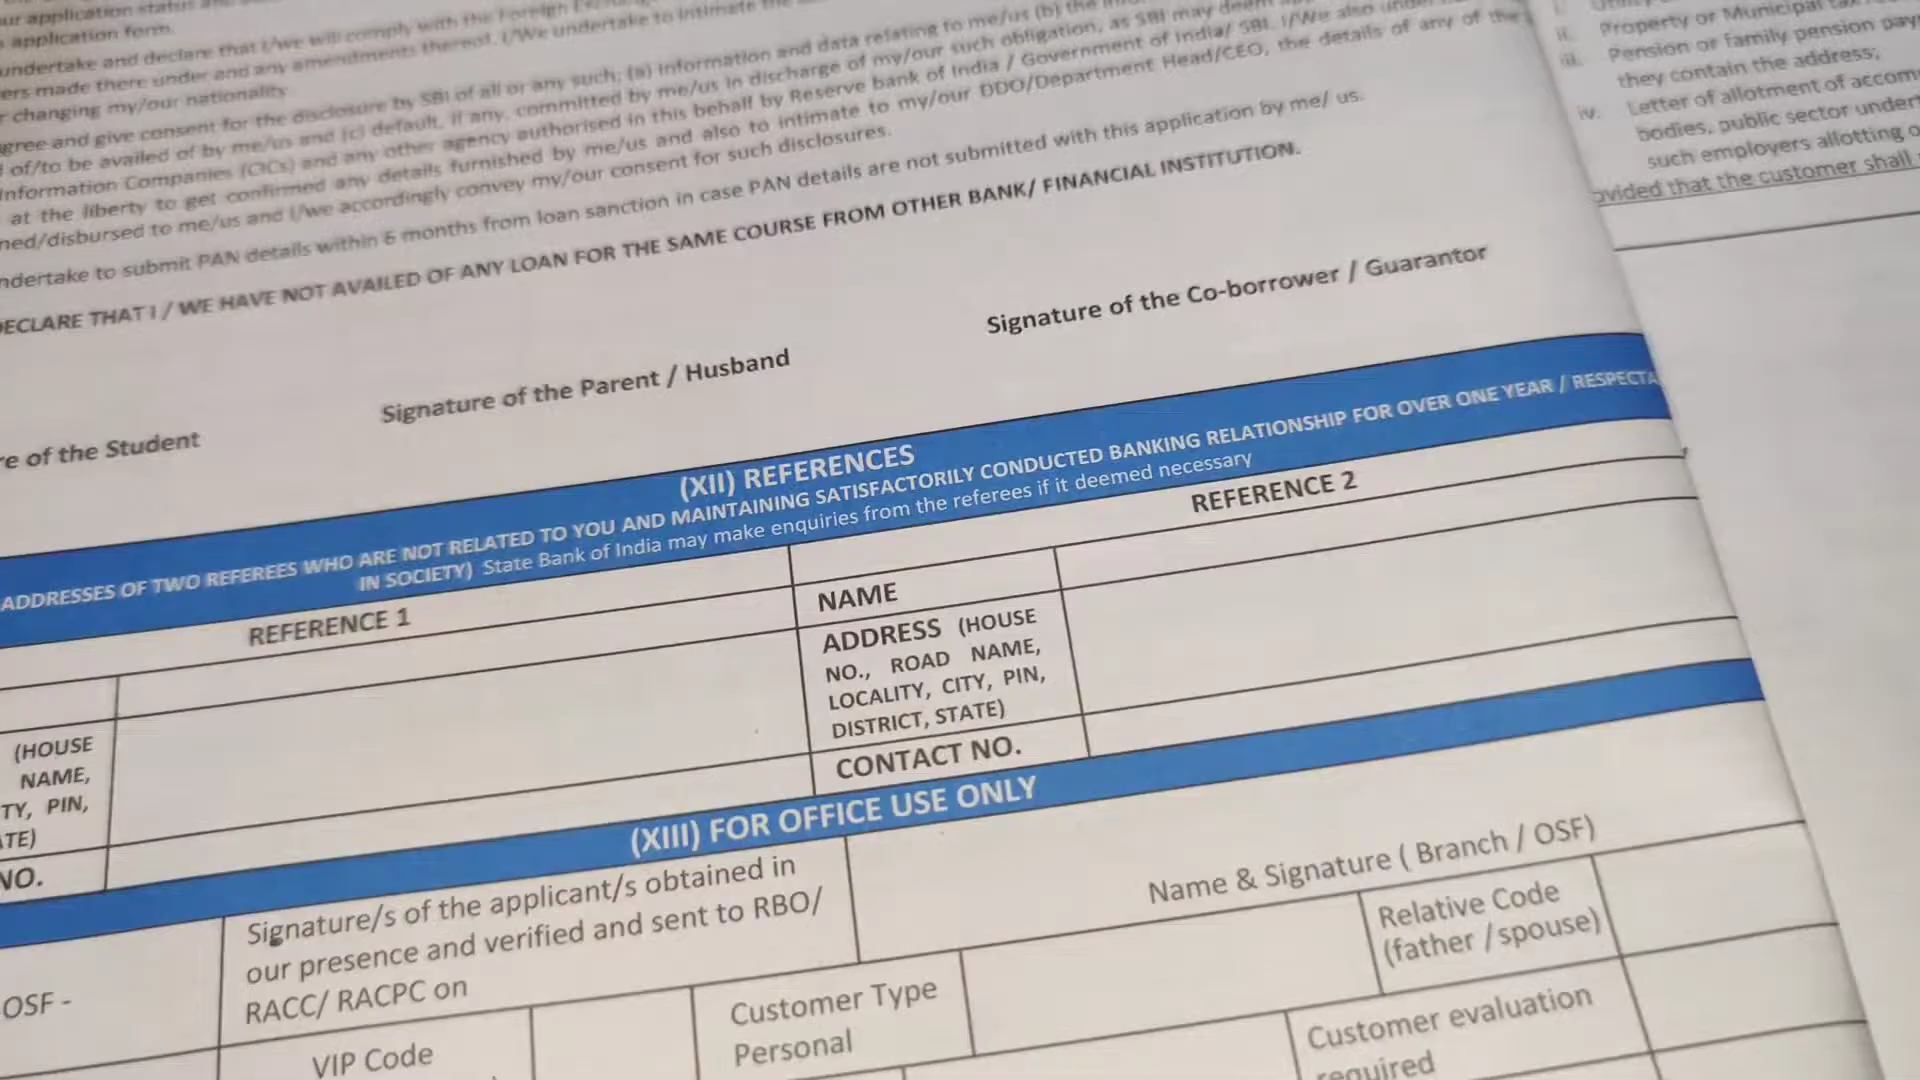 our application status
application form.
undertake and declare that I/we will comply with the Foreign
ers made there under and any amendments thereof. I/We undertake to intimate the
r changing my/our nationality
gree and give consent for the disclosure by SBI of all or any such; (a) information and data relating to me/us (b) the
of/to be availed of by me/us and (c) default, if any, committed by me/us in discharge of my/our such obligation, as SBI may deem
Information Companies (CICs) and any other agency authorised in this behalf by Reserve bank of India / Government of India/ SBI. I/We also
at the liberty to get confirmed any details furnished by me/us and also to intimate to my/our DDO/Department Head/CEO, the details of any of the
ned/disbursed to me/us and I/we accordingly convey my/our consent for such disclosures.
ndertake to submit PAN details within 6 months from loan sanction in case PAN details are not submitted with this application by me/ us.
DECLARE THAT I / WE HAVE NOT AVAILED OF ANY LOAN FOR THE SAME COURSE FROM OTHER BANK/ FINANCIAL INSTITUTION.
re of the Student
Signature of the Parent / Husband
Signature of the Co-borrower / Guarantor
(XII) REFERENCES
ADDRESSES OF TWO REFEREES WHO ARE NOT RELATED TO YOU AND MAINTAINING SATISFACTORILY CONDUCTED BANKING RELATIONSHIP FOR OVER ONE YEAR / RESPECTA
IN SOCIETY) State Bank of India may make enquiries from the referees if it deemed necessary
REFERENCE 1
REFERENCE 2
NAME
(HOUSE
NAME,
TY, PIN,
ATE)
ADDRESS (HOUSE
NO., ROAD NAME,
LOCALITY, CITY, PIN,
DISTRICT, STATE)
NO.
CONTACT NO.
(XIII) FOR OFFICE USE ONLY
OSF -
Signature/s of the applicant/s obtained in
our presence and verified and sent to RBO/
RACC/ RACPC on
Name & Signature ( Branch / OSF)
VIP Code
Customer Type
Personal
Relative Code
(father / spouse)
Customer evaluation
required
ii. Property or Municipal tax
iii. Pension or family pension pay
they contain the address;
iv. Letter of allotment of accom
bodies, public sector under
such employers allotting o
ovided that the customer shall